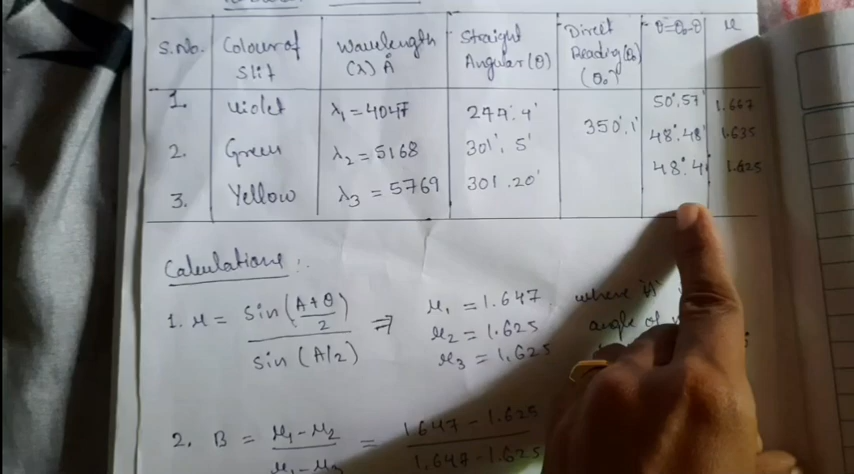 S.No. Colour of Slit Wavelength (λ) Å Straight Angular (θ) Direct Reading (θ₀) (θ₀) θ=θ₀-θ μ
1. Violet λ₁=4047 299°.4' 50°.57' 1.667
2. Green λ₂=5168 301°. 5' 350°.1' 48°.48' 1.635
3. Yellow λ₃=5769 301.20' 48°.4 1.625
Calculations :.
1. μ = sin(A+θ/2) / sin(A/2) ⇒ μ₁ = 1.647, where 'A'
μ₂ = 1.625 angle of
μ₃ = 1.625
2. B = μ₁-μ₂ / = 1.647-1.625 / 1.647-1.625